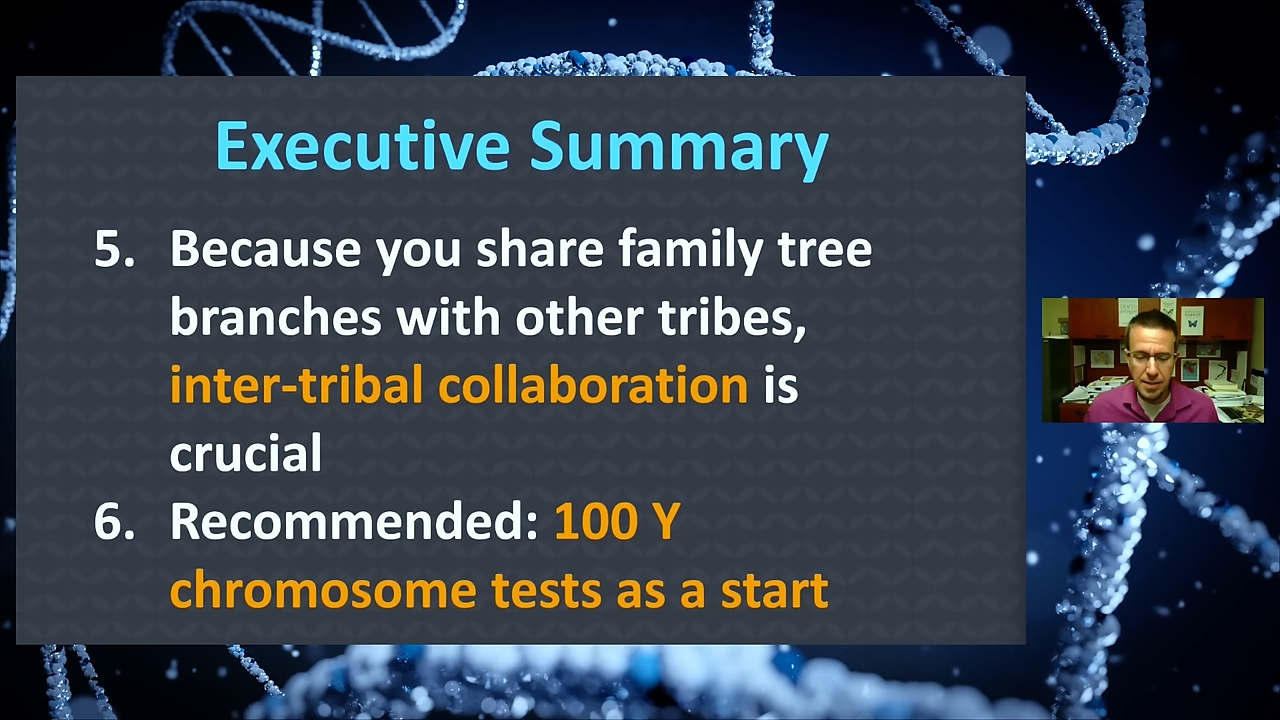 Executive Summary
5. Because you share family tree
branches with other tribes,
inter-tribal collaboration is
crucial
6. Recommended: 100 Y
chromosome tests as a start